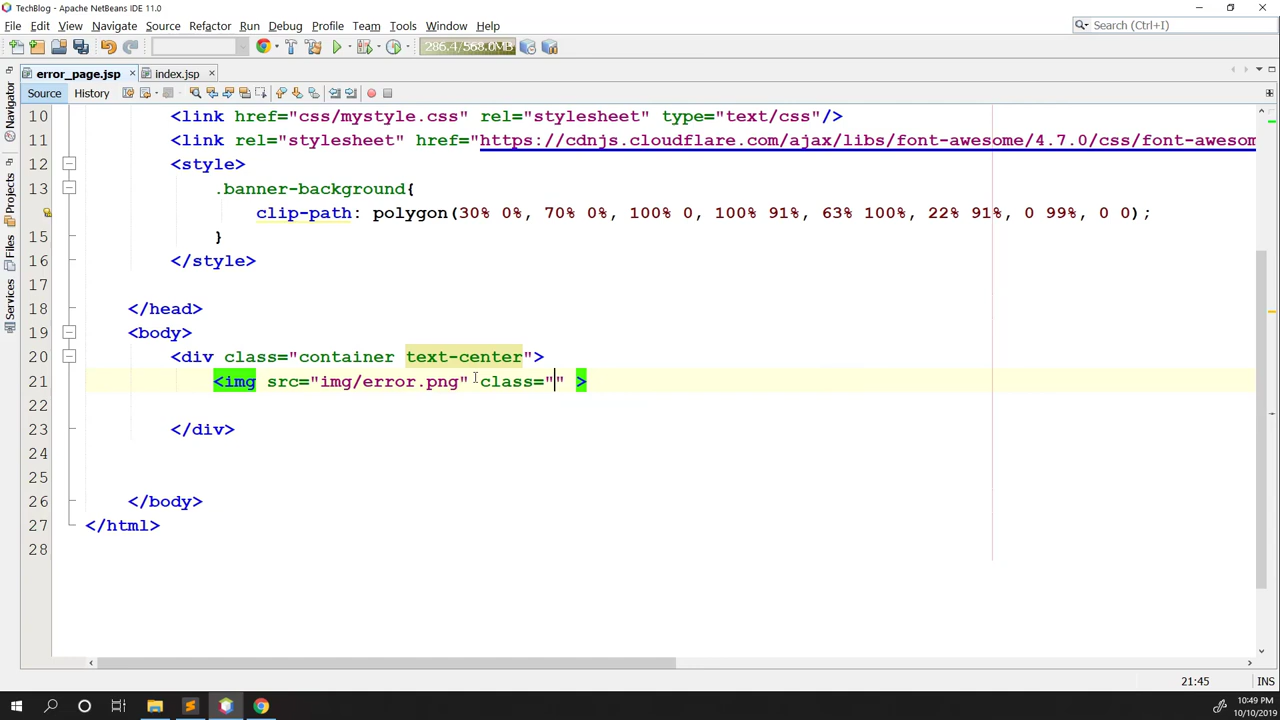 TechBlog - Apache NetBeans IDE 11.0
File Edit View Navigate Source Refactor Run Debug Profile Team Tools Window Help
Search (Ctrl+I)
286.4/568.0MB
error_page.jsp index.jsp
Source History
Navigator
Projects
Files
Services
10 <link href="css/mystyle.css" rel="stylesheet" type="text/css"/>
11 <link rel="stylesheet" href="https://cdnjs.cloudflare.com/ajax/libs/font-awesome/4.7.0/css/font-awesom
12 <style>
13 .banner-background{
clip-path: polygon(30% 0%, 70% 0%, 100% 0, 100% 91%, 63% 100%, 22% 91%, 0 99%, 0 0);
15 }
16 </style>
17
18 </head>
19 <body>
20 <div class="container text-center">
21 <img src="img/error.png" class="" >
22
23 </div>
24
25
26 </body>
27 </html>
28
21:45 INS
10:49 PM
10/10/2019